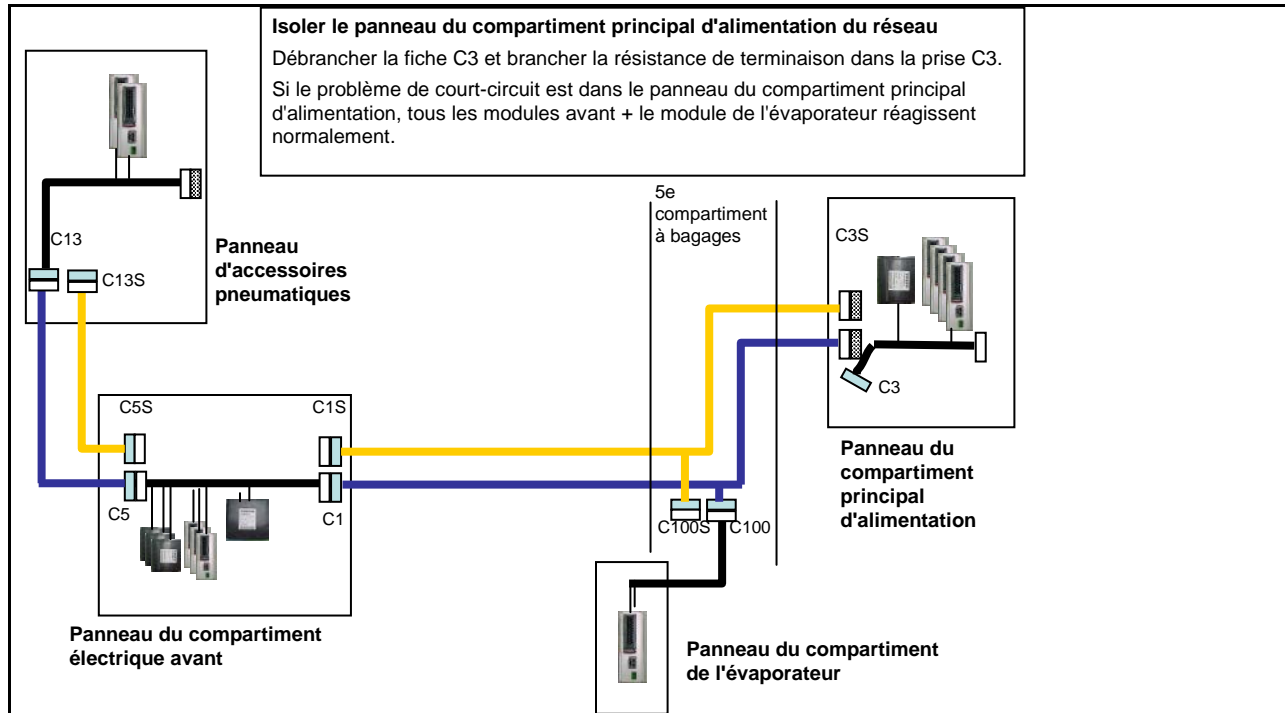 Isoler le panneau du compartiment principal d'alimentation du réseau
Débrancher la fiche C3 et brancher la résistance de terminaison dans la prise C3.
Si le problème de court-circuit est dans le panneau du compartiment principal
d'alimentation, tous les modules avant + le module de l'évaporateur réagissent
normalement.
5e
compartiment
à bagages
C13
C13S
Panneau
d'accessoires
pneumatiques
C3S
C3
C5S
C1S
C5
C1
C100S
C100
Panneau du
compartiment
principal
d'alimentation
Panneau du compartiment
électrique avant
Panneau du compartiment
de l'évaporateur